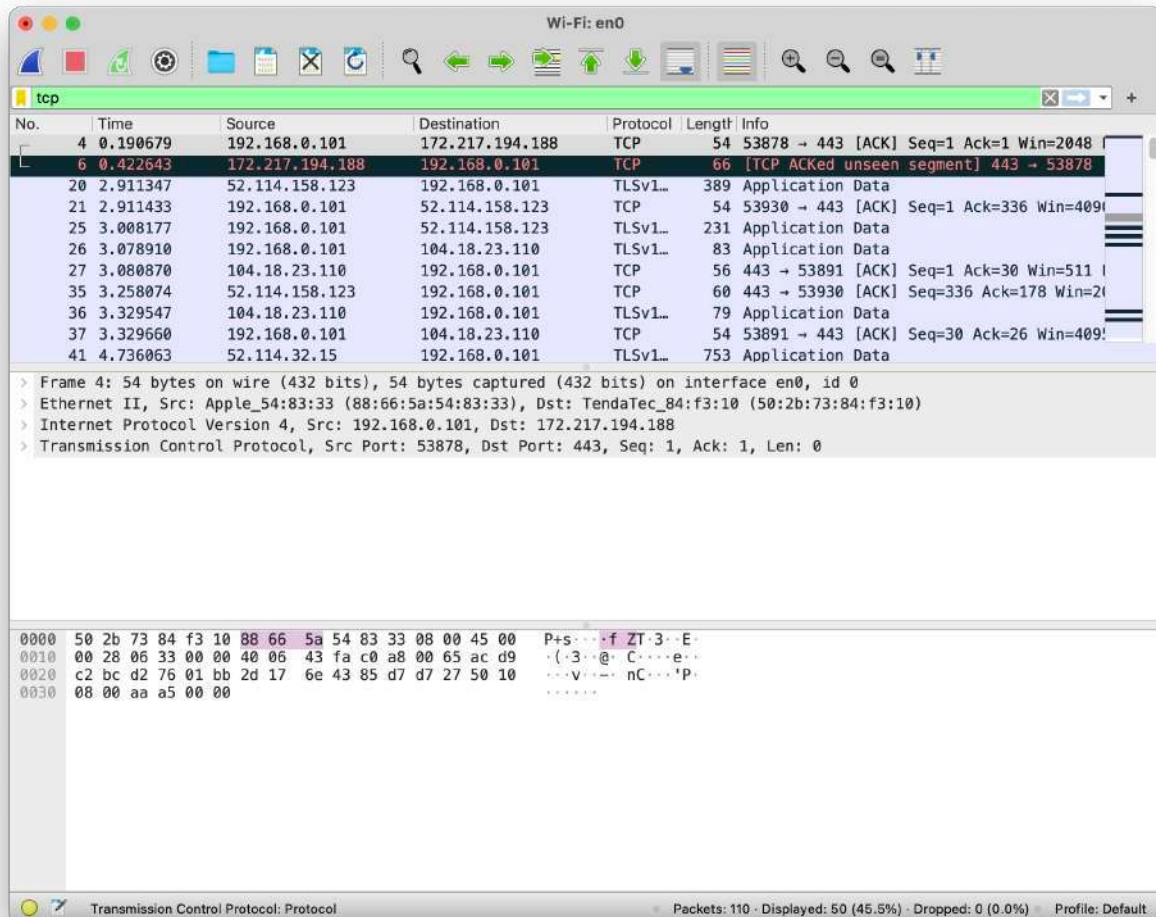 Wi-Fi: en0
tcp
No. Time Source Destination Protocol Length Info
4 0.190679 192.168.0.101 172.217.194.188 TCP 54 53878 → 443 [ACK] Seq=1 Ack=1 Win=2048
6 0.422643 172.217.194.188 192.168.0.101 TCP 66 [TCP ACKed unseen segment] 443 → 53878
20 2.911347 52.114.158.123 192.168.0.101 TLSv1… 389 Application Data
21 2.911433 192.168.0.101 52.114.158.123 TCP 54 53930 → 443 [ACK] Seq=1 Ack=336 Win=409
25 3.008177 192.168.0.101 52.114.158.123 TLSv1… 231 Application Data
26 3.078910 192.168.0.101 104.18.23.110 TLSv1… 83 Application Data
27 3.080870 104.18.23.110 192.168.0.101 TCP 56 443 → 53891 [ACK] Seq=1 Ack=30 Win=511
35 3.258074 52.114.158.123 192.168.0.101 TCP 60 443 → 53930 [ACK] Seq=336 Ack=178 Win=2
36 3.329547 104.18.23.110 192.168.0.101 TLSv1… 79 Application Data
37 3.329660 192.168.0.101 104.18.23.110 TCP 54 53891 → 443 [ACK] Seq=30 Ack=26 Win=409
41 4.736063 52.114.32.15 192.168.0.101 TLSv1… 753 Application Data
> Frame 4: 54 bytes on wire (432 bits), 54 bytes captured (432 bits) on interface en0, id 0
> Ethernet II, Src: Apple_54:83:33 (88:66:5a:54:83:33), Dst: TendaTec_84:f3:10 (50:2b:73:84:f3:10)
> Internet Protocol Version 4, Src: 192.168.0.101, Dst: 172.217.194.188
> Transmission Control Protocol, Src Port: 53878, Dst Port: 443, Seq: 1, Ack: 1, Len: 0
0000 50 2b 73 84 f3 10 88 66 5a 54 83 33 08 00 45 00 P+s····f ZT·3··E·
0010 00 28 06 33 00 00 40 06 43 fa c0 a8 00 65 ac d9 ·(·3··@· C····e··
0020 c2 bc d2 76 01 bb 2d 17 6e 43 85 d7 d7 27 50 10 ···v··-· nC···'P·
0030 08 00 aa a5 00 00 ······
Transmission Control Protocol: Protocol
Packets: 110 · Displayed: 50 (45.5%) · Dropped: 0 (0.0%)
Profile: Default